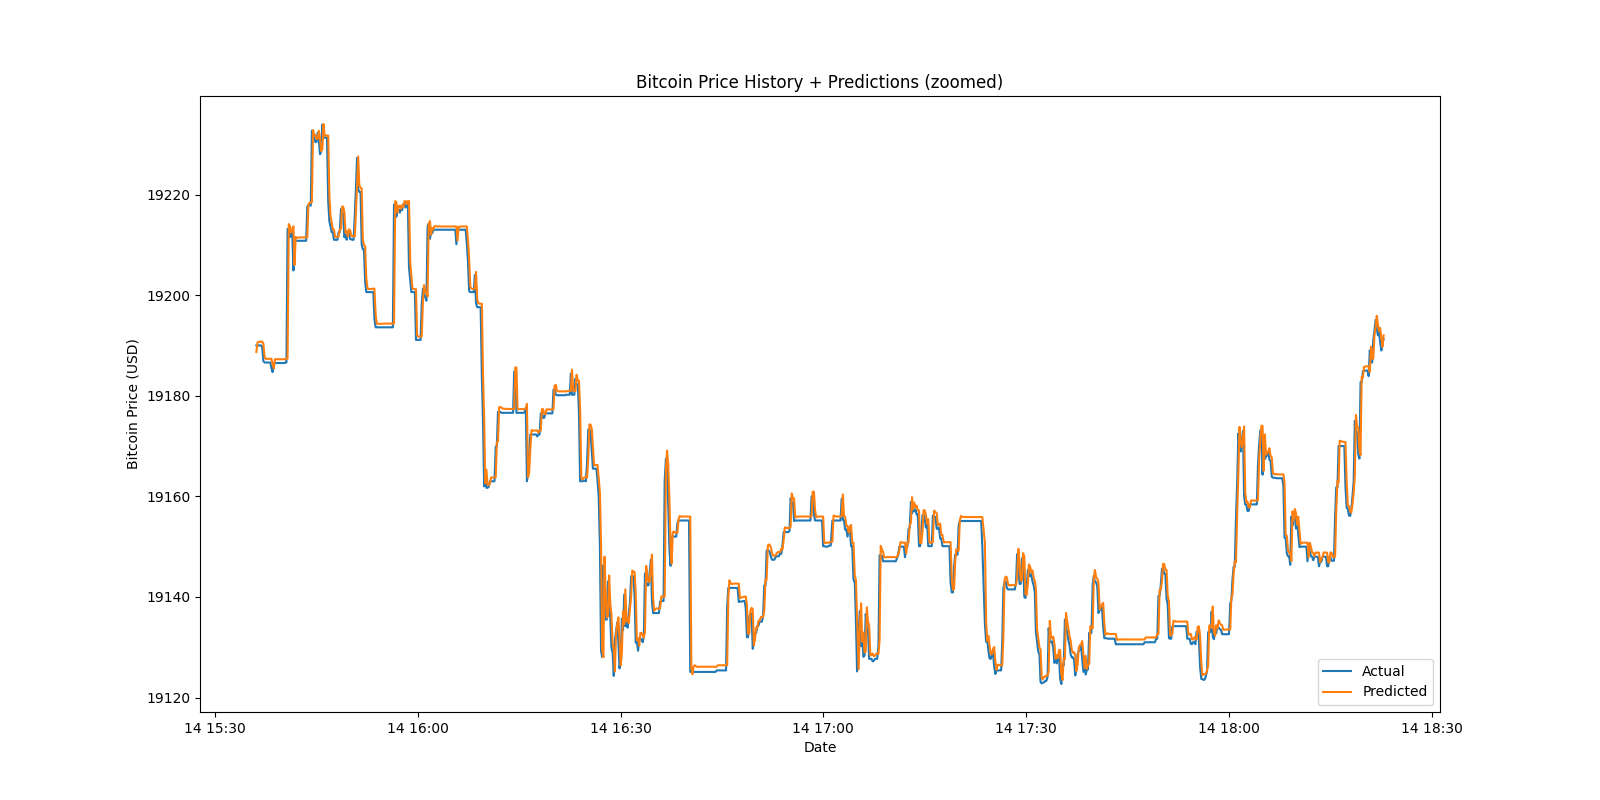 Bitcoin Price History + Predictions (zoomed)
Bitcoin Price (USD)
19220
19200
19180
19160
19140
19120
14 15:30 14 16:00 14 16:30 14 17:00 14 17:30 14 18:00 14 18:30
Date
Actual
Predicted